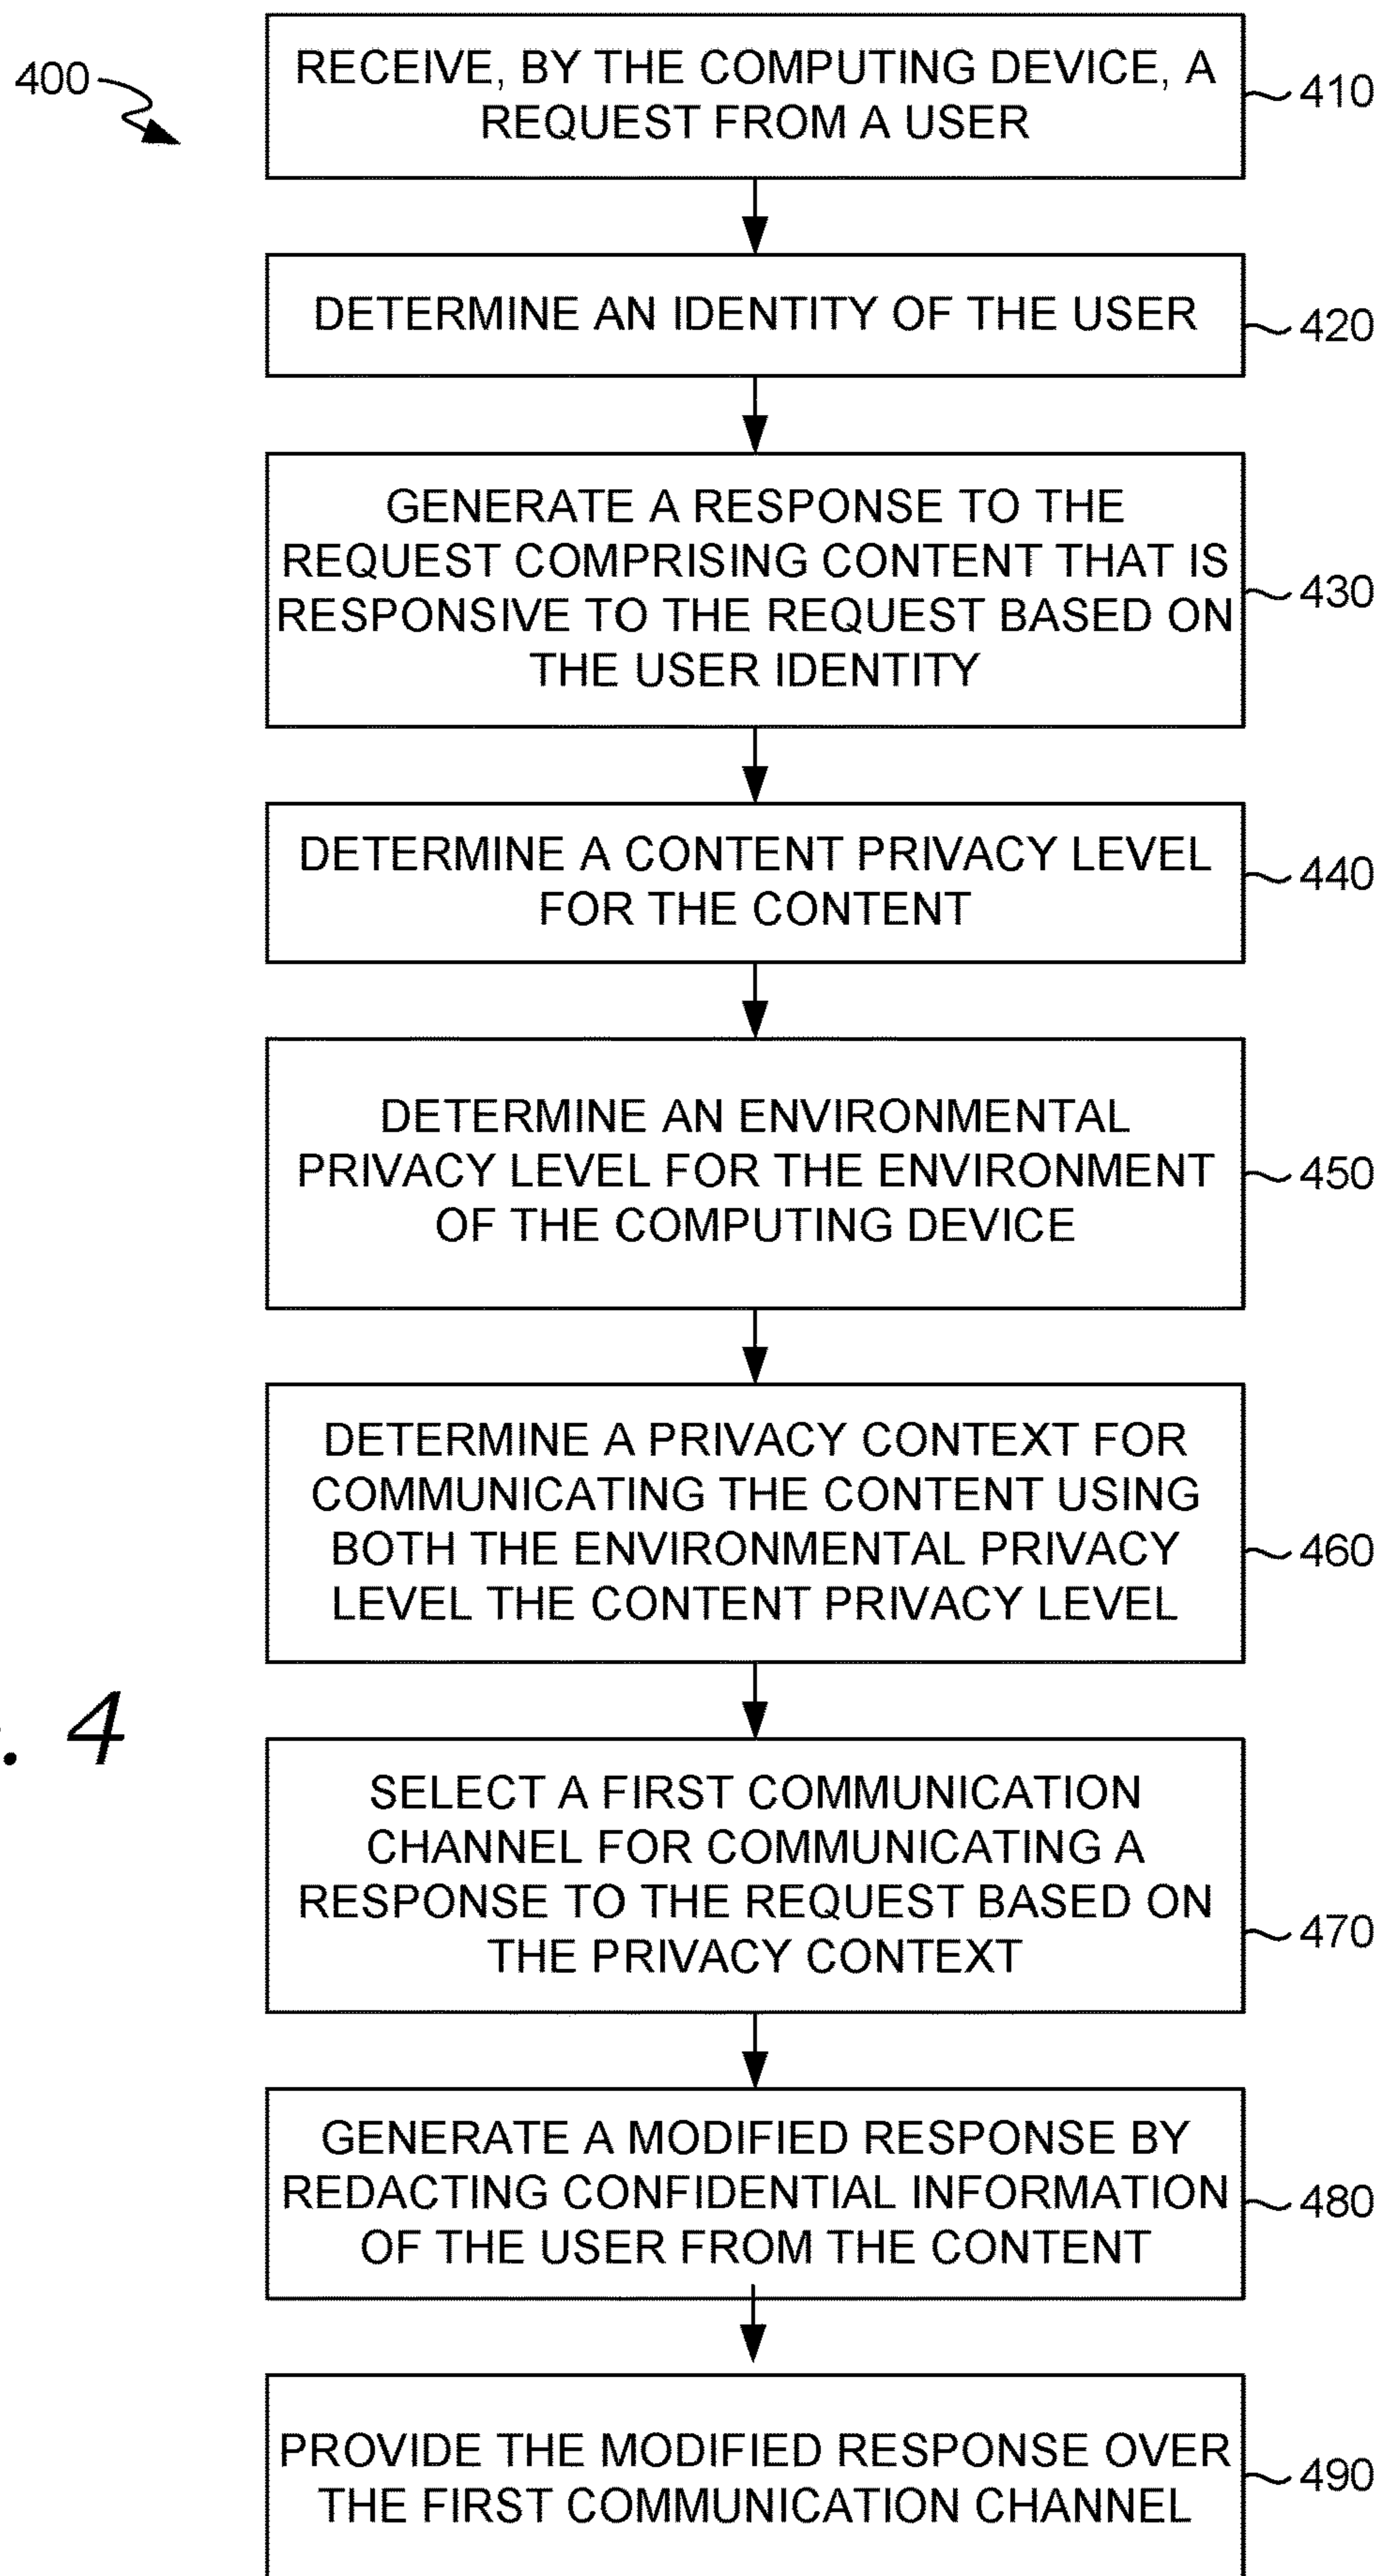 400
RECEIVE, BY THE COMPUTING DEVICE, A
REQUEST FROM A USER
410
DETERMINE AN IDENTITY OF THE USER
420
GENERATE A RESPONSE TO THE
REQUEST COMPRISING CONTENT THAT IS
RESPONSIVE TO THE REQUEST BASED ON
THE USER IDENTITY
430
DETERMINE A CONTENT PRIVACY LEVEL
FOR THE CONTENT
440
DETERMINE AN ENVIRONMENTAL
PRIVACY LEVEL FOR THE ENVIRONMENT
OF THE COMPUTING DEVICE
450
DETERMINE A PRIVACY CONTEXT FOR
COMMUNICATING THE CONTENT USING
BOTH THE ENVIRONMENTAL PRIVACY
LEVEL THE CONTENT PRIVACY LEVEL
460
. 4
SELECT A FIRST COMMUNICATION
CHANNEL FOR COMMUNICATING A
RESPONSE TO THE REQUEST BASED ON
THE PRIVACY CONTEXT
470
GENERATE A MODIFIED RESPONSE BY
REDACTING CONFIDENTIAL INFORMATION
OF THE USER FROM THE CONTENT
480
PROVIDE THE MODIFIED RESPONSE OVER
THE FIRST COMMUNICATION CHANNEL
490